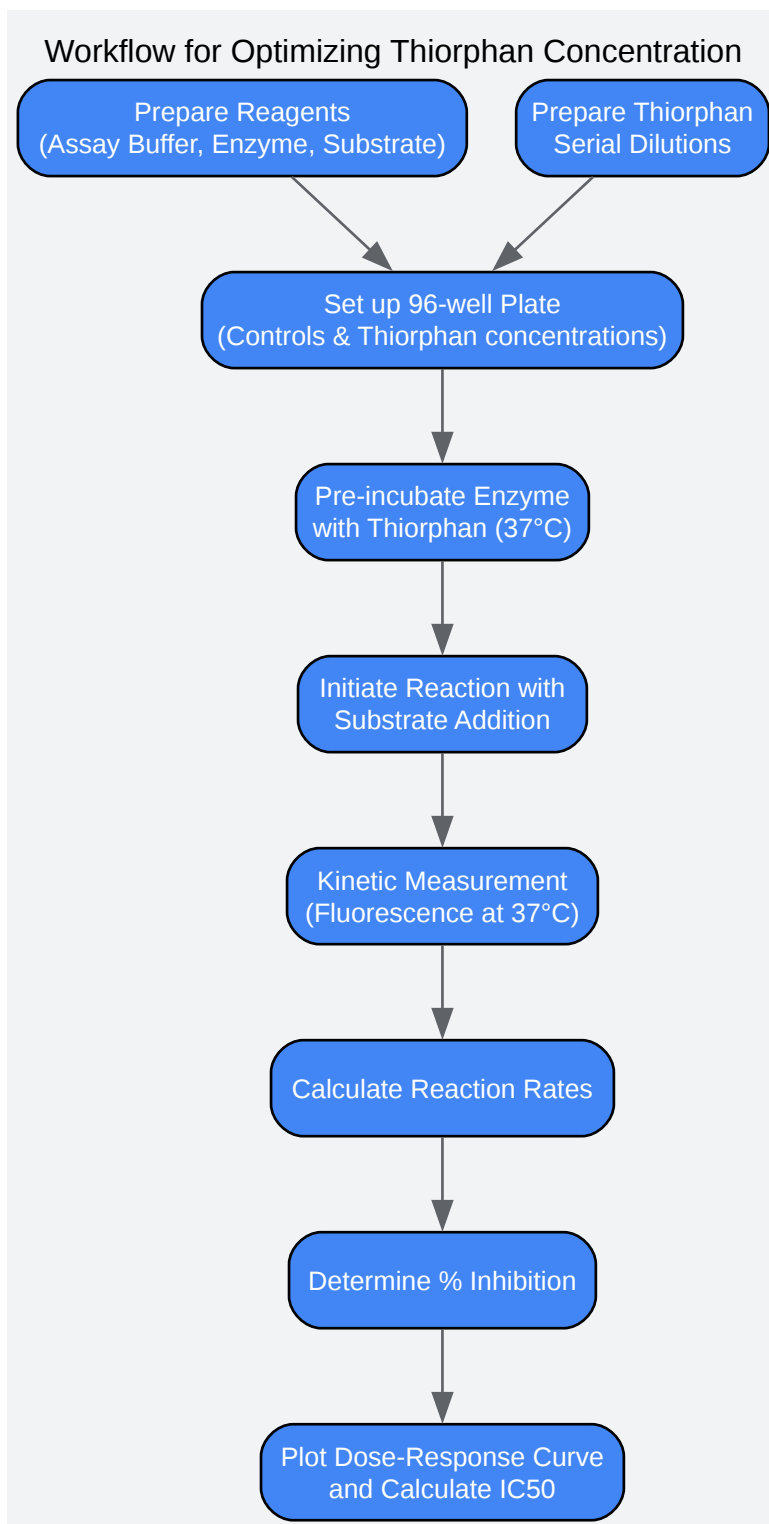 Workflow for Optimizing Thiorphan Concentration
Prepare Reagents
(Assay Buffer, Enzyme, Substrate)
Prepare Thiorphan
Serial Dilutions
Set up 96-well Plate
(Controls & Thiorphan concentrations)
Pre-incubate Enzyme
with Thiorphan (37°C)
Initiate Reaction with
Substrate Addition
Kinetic Measurement
(Fluorescence at 37°C)
Calculate Reaction Rates
Determine % Inhibition
Plot Dose-Response Curve
and Calculate IC50